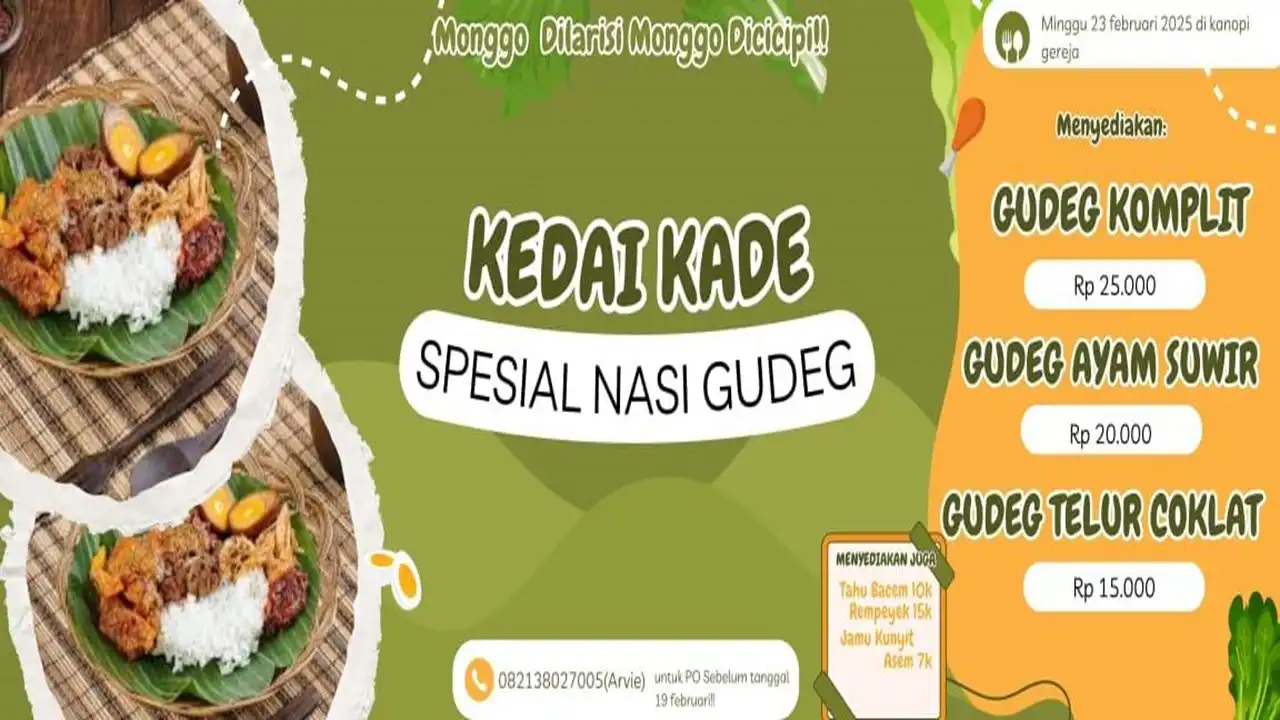 Monggo Dilarisi Monggo Dicicipi!!
KEDAI KADE
SPESIAL NASI GUDEG
082138027005(Arvie)
untuk PO Sebelum tanggal
19 februari!!
MENYEDIAKAN JUGA
Tahu Bacem 10k
Rempeyek 15k
Jamu Kunyit
Asem 7k
Minggu 23 februari 2025 di kanopi
gereja
Menyediakan:
GUDEG KOMPLIT
Rp 25.000
GUDEG AYAM SUWIR
Rp 20.000
GUDEG TELUR COKLAT
Rp 15.000